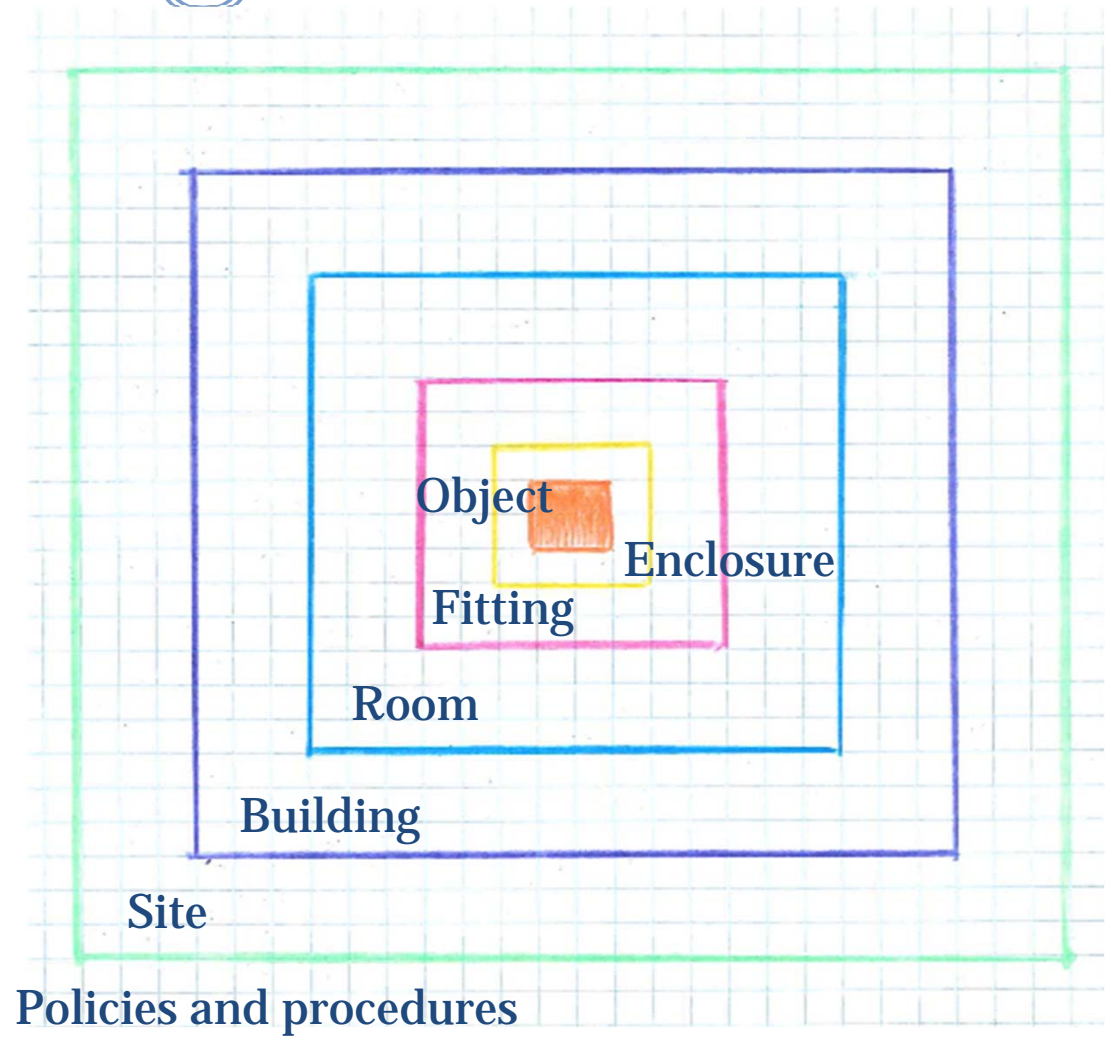 Object
Enclosure
Fitting
Room
Building
Site
Policies and procedures